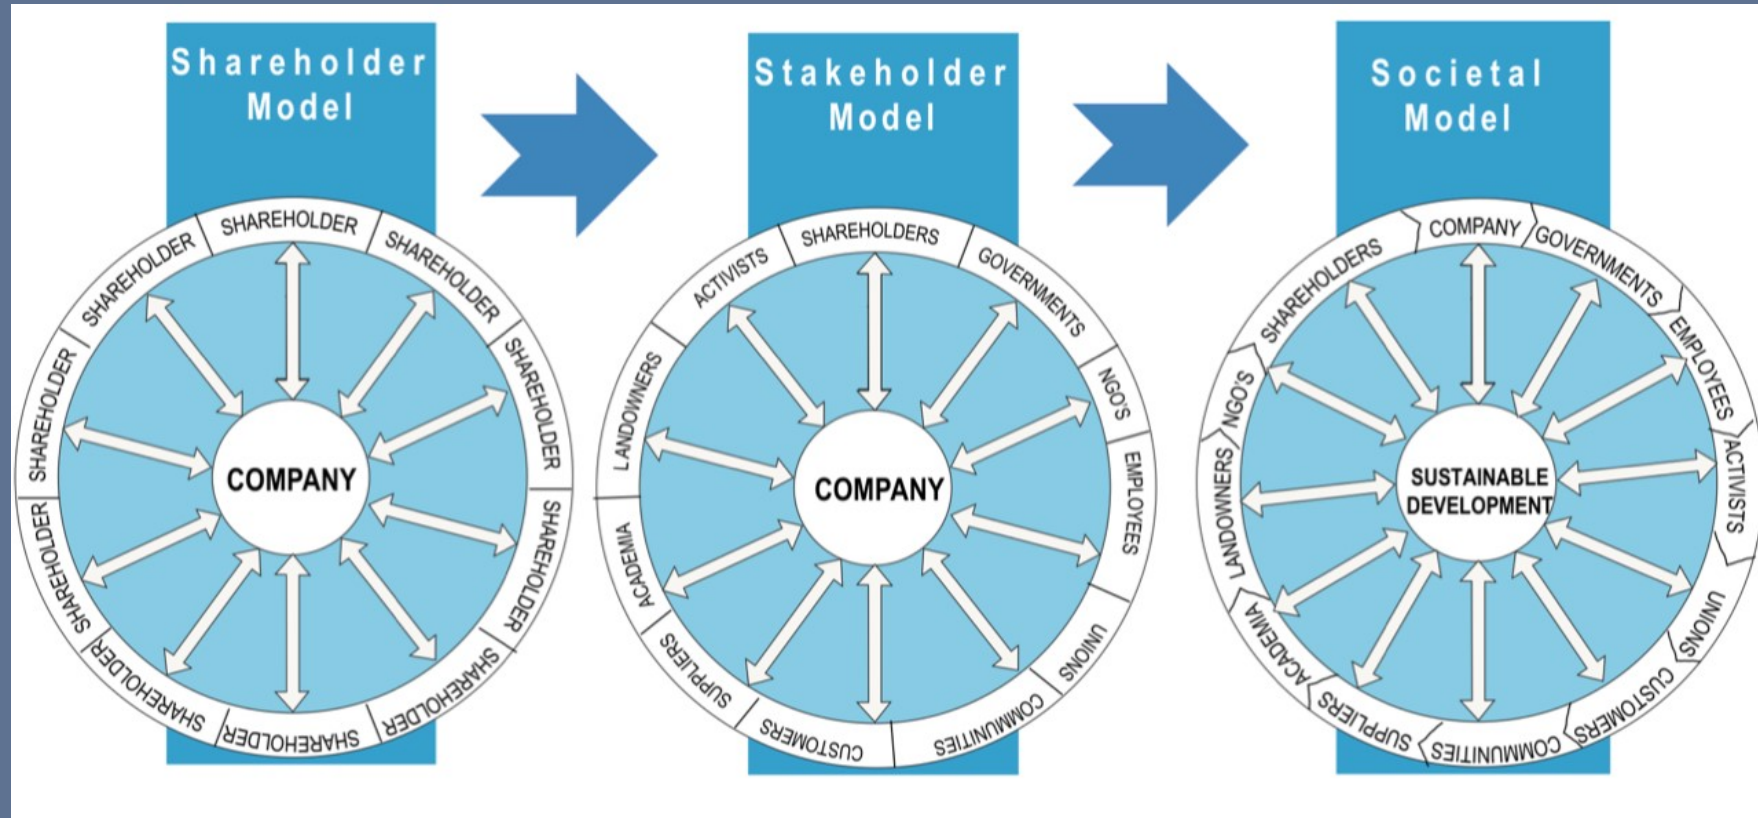 Shareholder
Model
SHAREHOLDER
SHAREHOLDER
SHAREHOLDER
SHAREHOLDER
SHAREHOLDER
SHAREHOLDER
SHAREHOLDER
SHAREHOLDER
SHAREHOLDER
SHAREHOLDER
COMPANY
Stakeholder
Model
SHAREHOLDERS
GOVERNMENTS
NGO'S
EMPLOYEES
UNIONS
COMMUNITIES
CUSTOMERS
SUPPLIERS
ACADEMIA
LANDOWNERS
ACTIVISTS
COMPANY
Societal
Model
COMPANY
GOVERNMENTS
EMPLOYEES
ACTIVISTS
UNIONS
CUSTOMERS
COMMUNITIES
SUPPLIERS
ACADEMIA
LANDOWNERS
NGO'S
SHAREHOLDERS
SUSTAINABLE
DEVELOPMENT